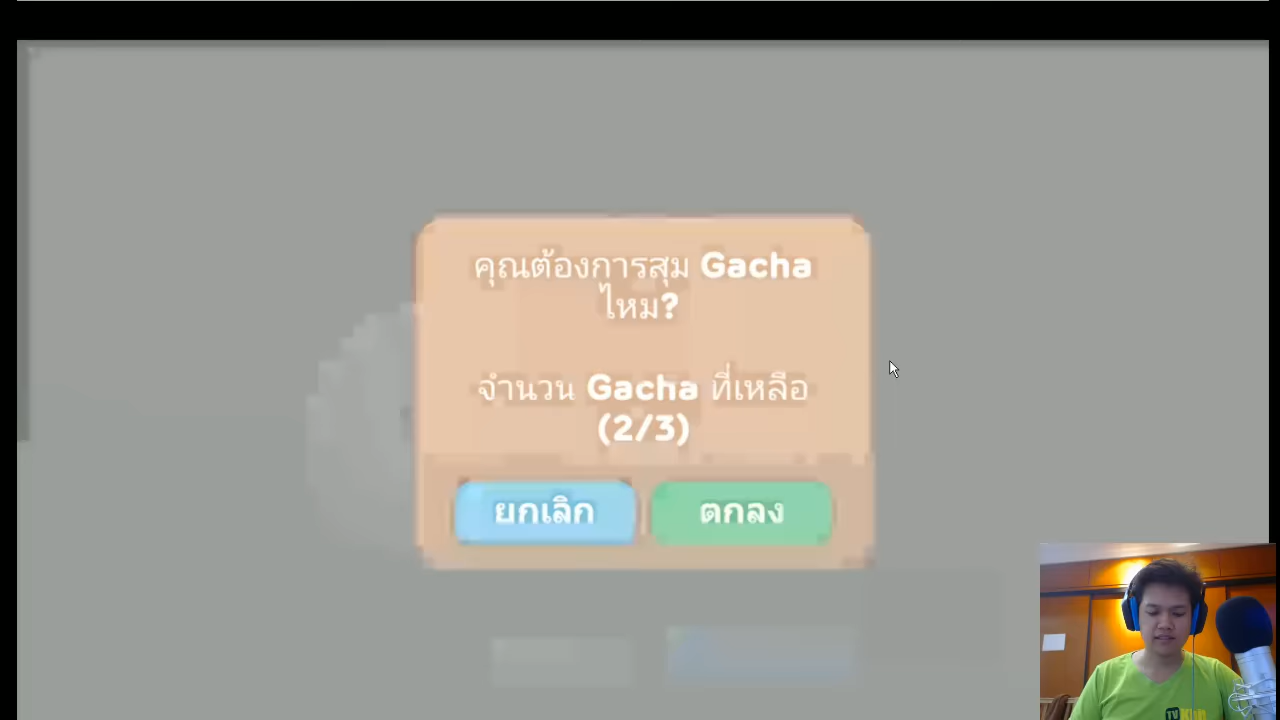 คุณต้องการสุ่ม Gacha
ไหม?
จำนวน Gacha ที่เหลือ
(2/3)
ยกเลิก
ตกลง
TV